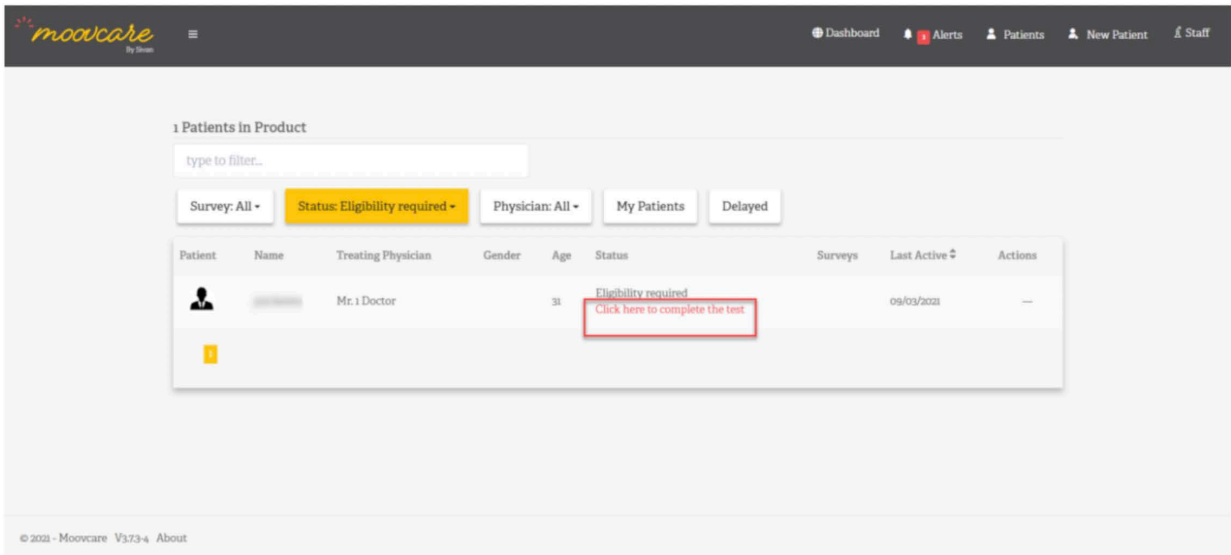 moovcare
By Sivan
Dashboard Alerts Patients New Patient Staff
1 Patients in Product
type to filter...
Survey: All Status: Eligibility required Physician: All My Patients Delayed
Patient Name Treating Physician Gender Age Status Surveys Last Active Actions
Mr. 1 Doctor 31 Eligibility required 09/03/2021 —
Click here to complete the test
1
© 2021 - Moovcare V3.7.3-4 About